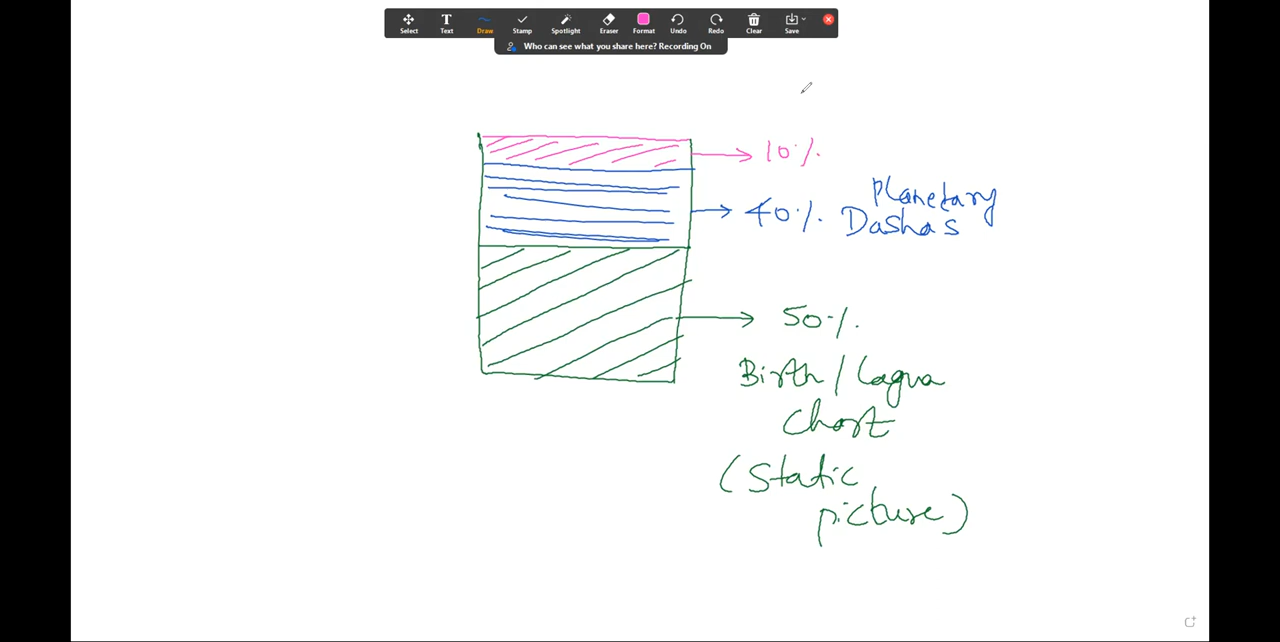 Select Text Draw Stamp Spotlight Eraser Format Undo Redo Clear Save
Who can see what you share here? Recording On
10%.
Planetary
40%. Dashas
50%.
Birth / Lagna
Chart
(Static
picture)